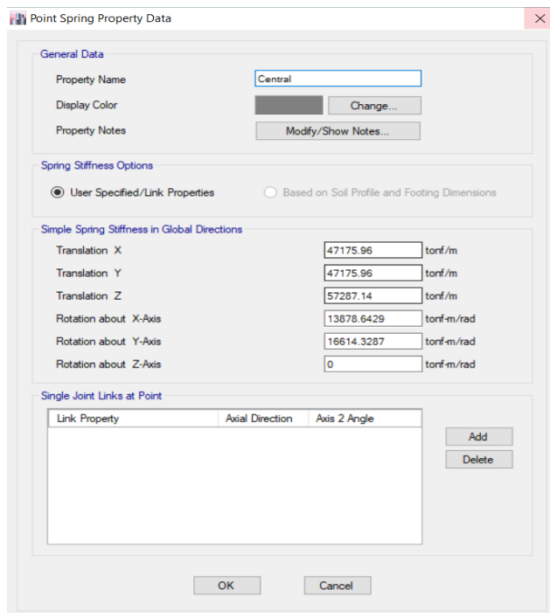 Point Spring Property Data
General Data
Property Name Central
Display Color Change...
Property Notes Modify/Show Notes...
Spring Stiffness Options
User Specified/Link Properties Based on Soil Profile and Footing Dimensions
Simple Spring Stiffness in Global Directions
Translation X 47175.96 tonf/m
Translation Y 47175.96 tonf/m
Translation Z 57287.14 tonf/m
Rotation about X-Axis 13878.6429 tonf-m/rad
Rotation about Y-Axis 16614.3287 tonf-m/rad
Rotation about Z-Axis 0 tonf-m/rad
Single Joint Links at Point
Link Property Axial Direction Axis 2 Angle
Add
Delete
OK Cancel